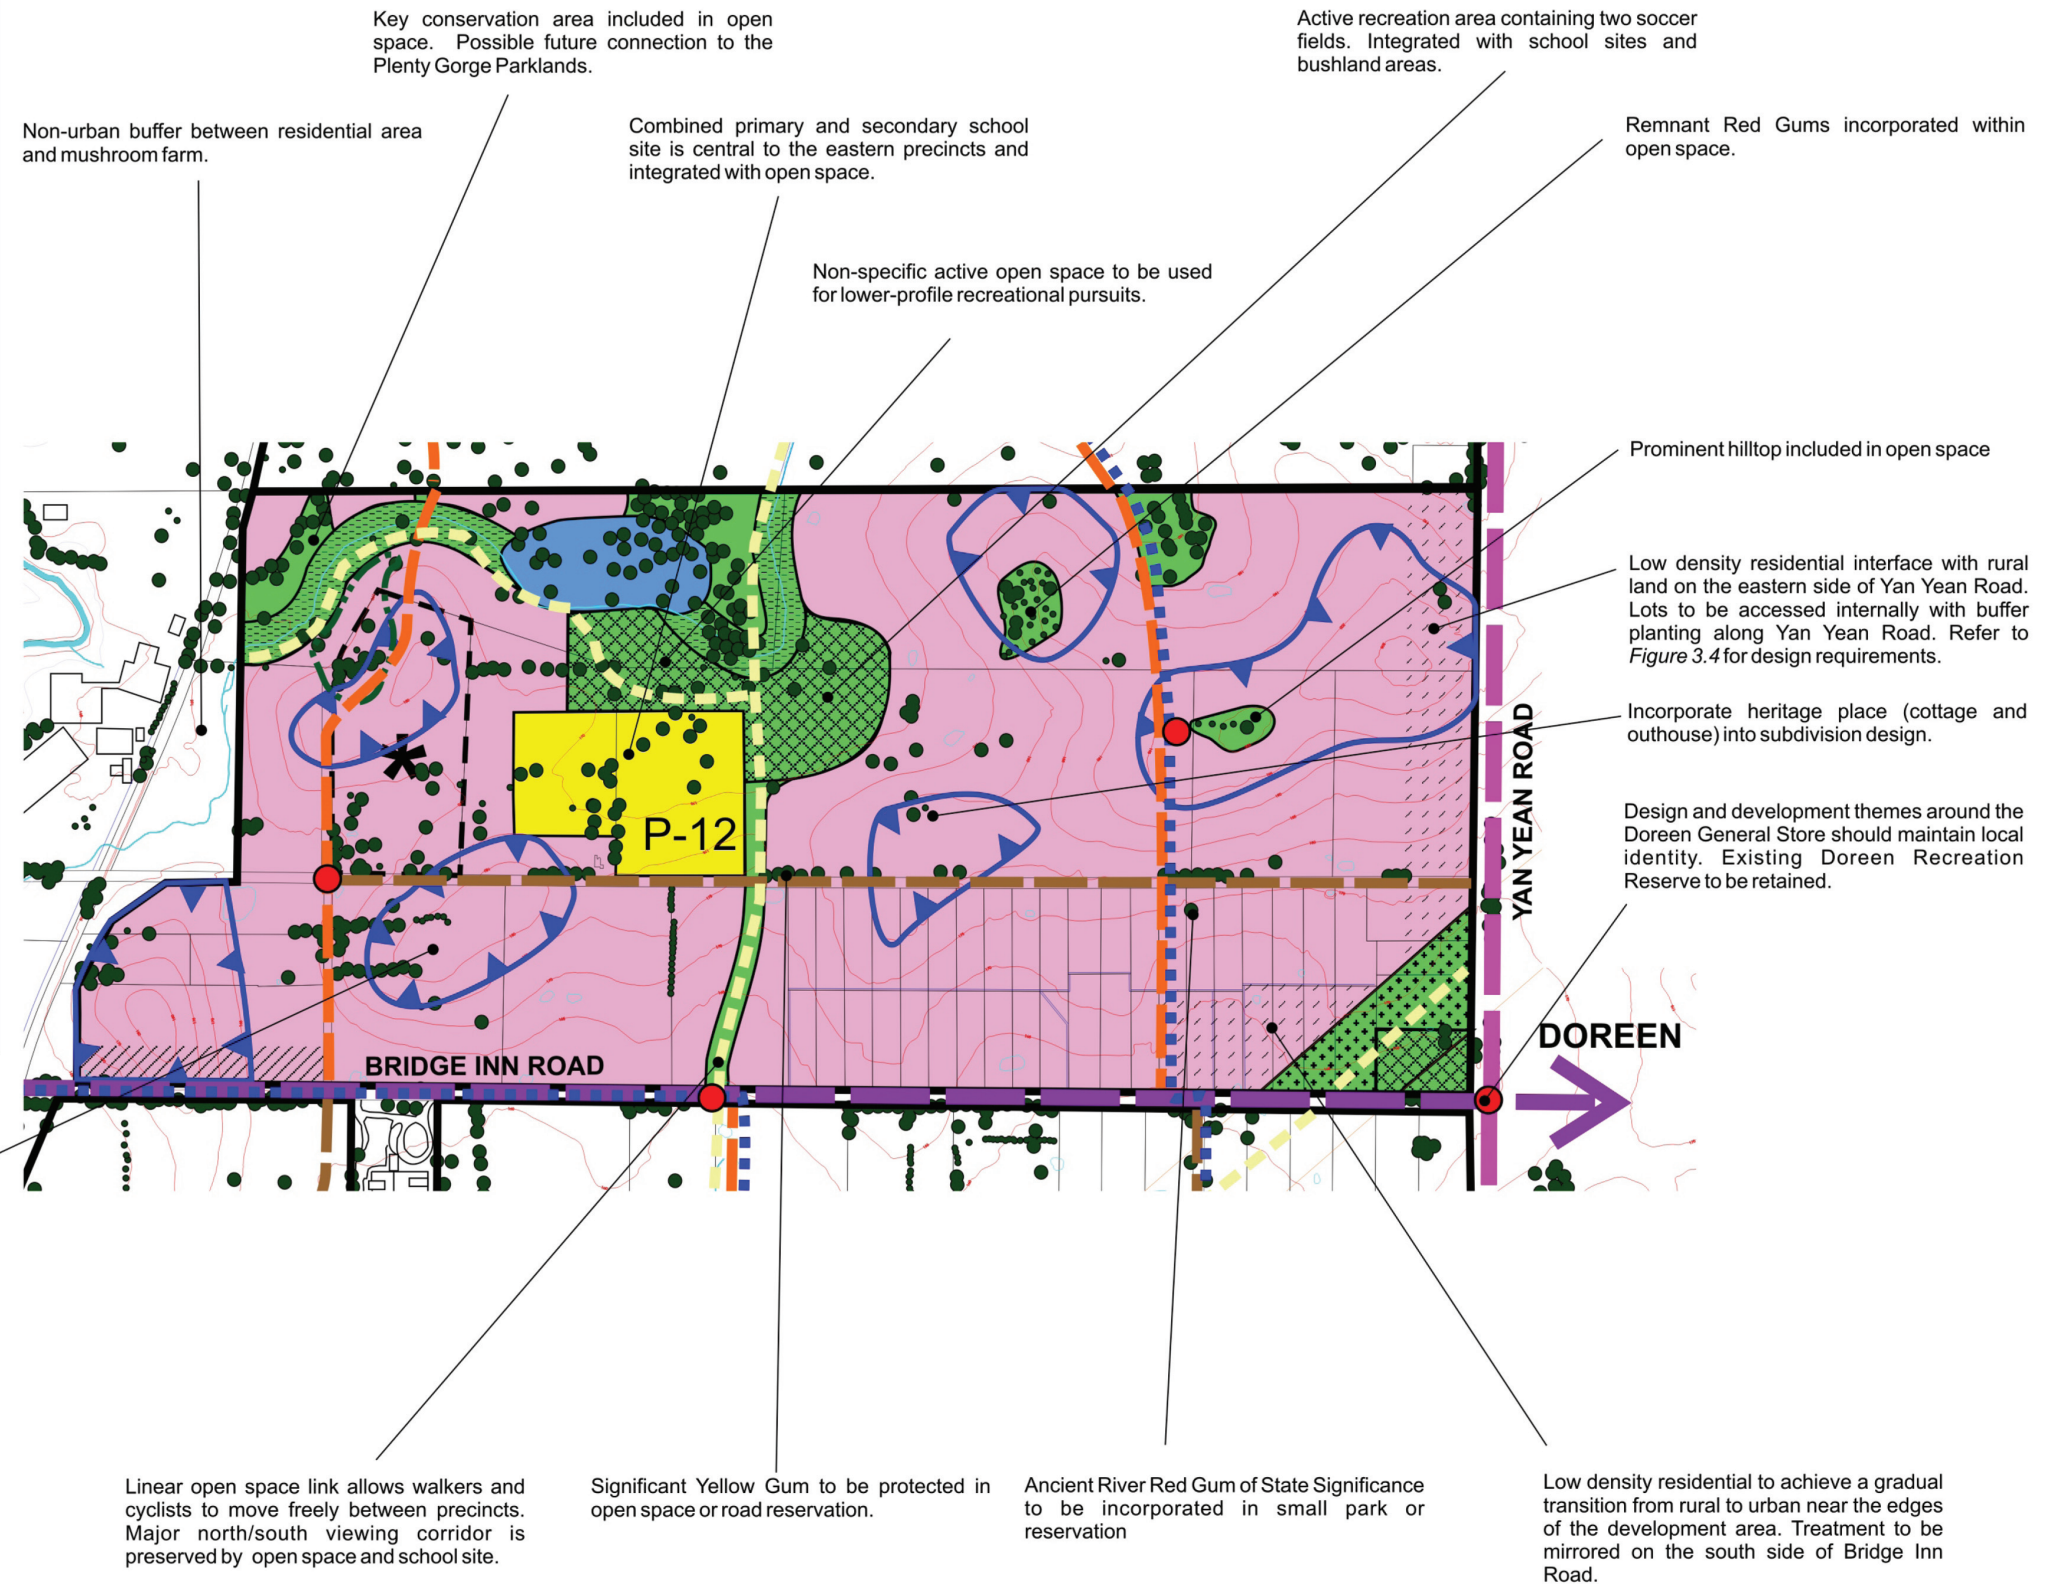 Key conservation area included in open
space. Possible future connection to the
Plenty Gorge Parklands.
Active recreation area containing two soccer
fields. Integrated with school sites and
bushland areas.
Non-urban buffer between residential area
and mushroom farm.
Combined primary and secondary school
site is central to the eastern precincts and
integrated with open space.
Remnant Red Gums incorporated within
open space.
Non-specific active open space to be used
for lower-profile recreational pursuits.
Prominent hilltop included in open space
Low density residential interface with rural
land on the eastern side of Yan Yean Road.
Lots to be accessed internally with buffer
planting along Yan Yean Road. Refer to
Figure 3.4 for design requirements.
Incorporate heritage place (cottage and
outhouse) into subdivision design.
YAN YEAN ROAD
Design and development themes around the
Doreen General Store should maintain local
identity. Existing Doreen Recreation
Reserve to be retained.
*
P-12
DOREEN
BRIDGE INN ROAD
Linear open space link allows walkers and
cyclists to move freely between precincts.
Major north/south viewing corridor is
preserved by open space and school site.
Significant Yellow Gum to be protected in
open space or road reservation.
Ancient River Red Gum of State Significance
to be incorporated in small park or
reservation
Low density residential to achieve a gradual
transition from rural to urban near the edges
of the development area. Treatment to be
mirrored on the south side of Bridge Inn
Road.